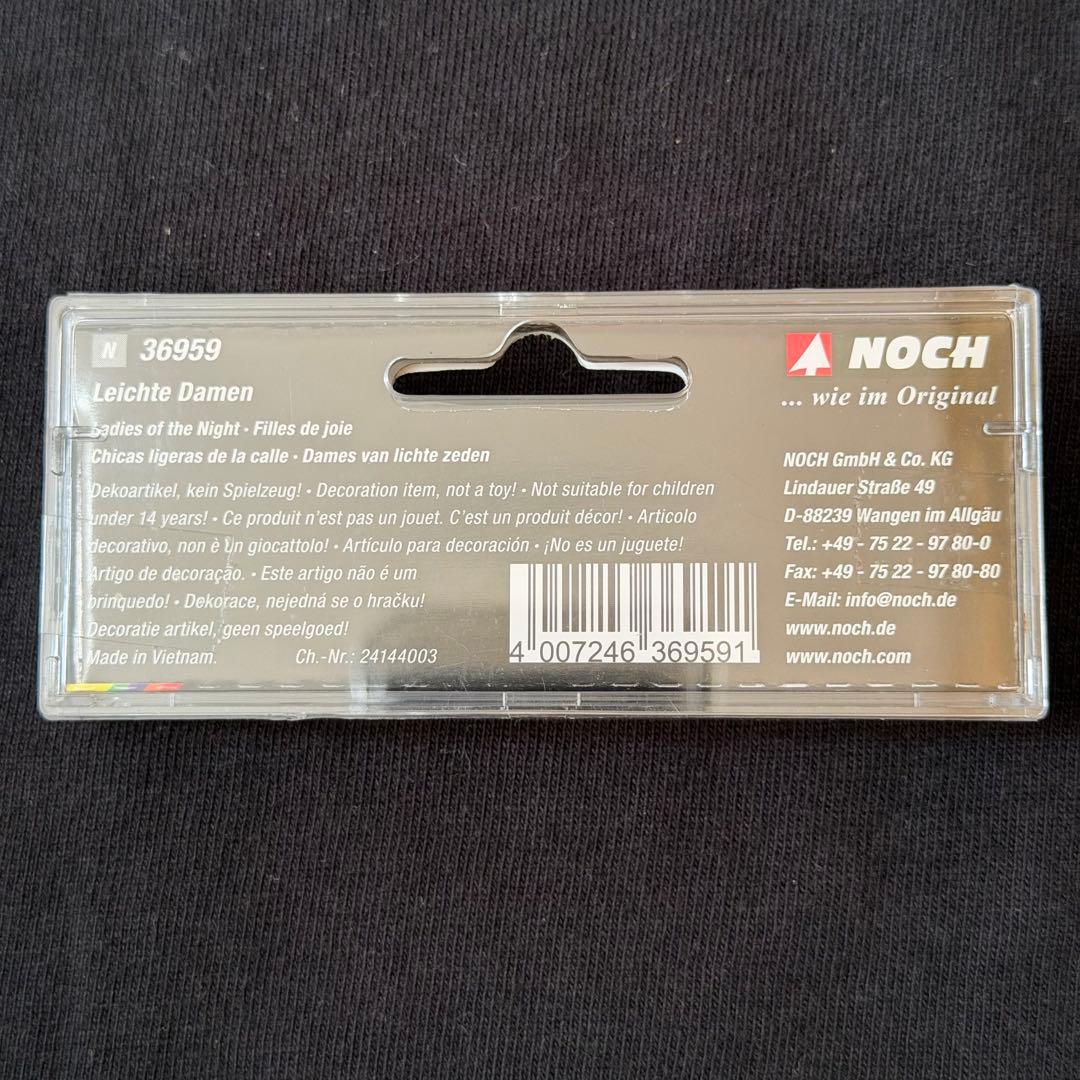 N 36959
Leichte Damen
Ladies of the Night · Filles de joie
Chicas ligeras de la calle · Dames van lichte zeden
Dekoartikel, kein Spielzeug! · Decoration item, not a toy! · Not suitable for children
under 14 years! · Ce produit n'est pas un jouet. C'est un produit décor! · Articolo
decorativo, non è un giocattolo! · Artículo para decoración · ¡No es un juguete!
Artigo de decoração. · Este artigo não é um
brinquedo! · Dekorace, nejedná se o hračku!
Decoratie artikel, geen speelgoed!
Made in Vietnam. Ch.-Nr.: 24144003
4 007246 369591
NOCH
... wie im Original
NOCH GmbH & Co. KG
Lindauer Straße 49
D-88239 Wangen im Allgäu
Tel.: +49 - 75 22 - 97 80-0
Fax: +49 - 75 22 - 97 80-80
E-Mail: info@noch.de
www.noch.de
www.noch.com